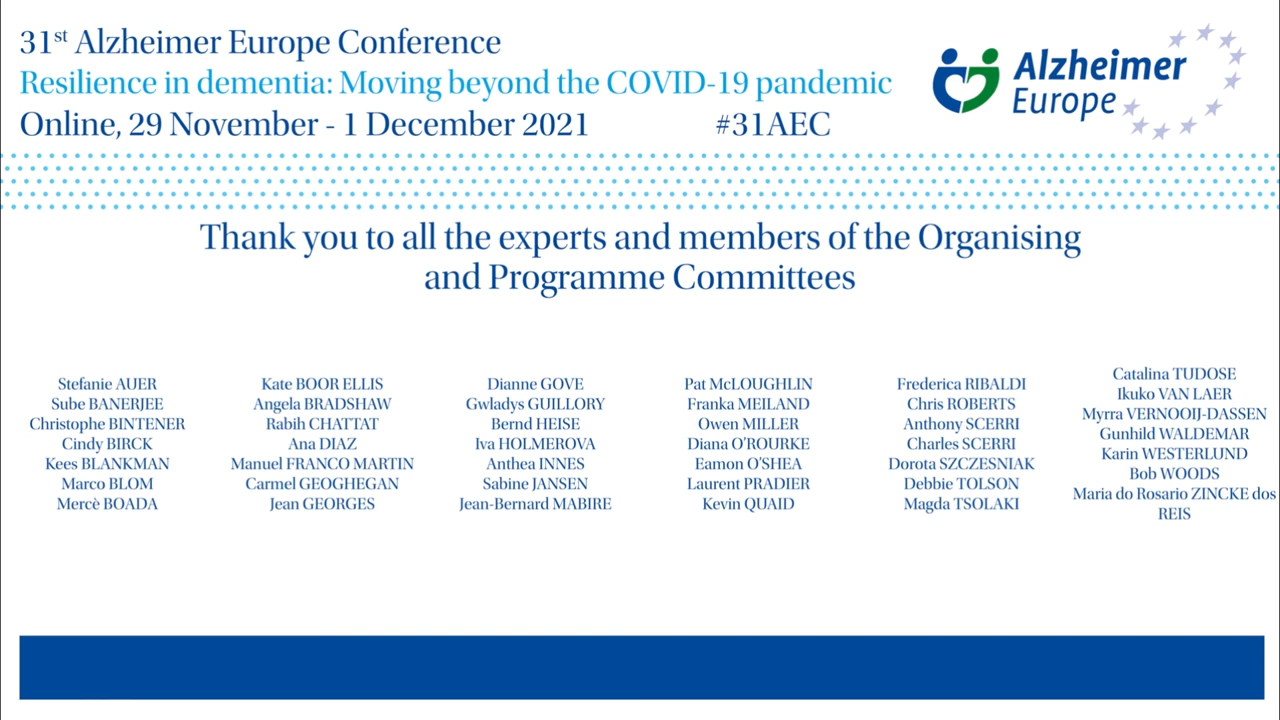 31st Alzheimer Europe Conference
Resilience in dementia: Moving beyond the COVID-19 pandemic
Online, 29 November - 1 December 2021 #31AEC
Alzheimer
Europe
Thank you to all the experts and members of the Organising
and Programme Committees
Stefanie AUER
Sube BANERJEE
Christophe BINTENER
Cindy BIRCK
Kees BLANKMAN
Marco BLOM
Mercè BOADA
Kate BOOR ELLIS
Angela BRADSHAW
Rabih CHATTAT
Ana DIAZ
Manuel FRANCO MARTIN
Carmel GEOGHEGAN
Jean GEORGES
Dianne GOVE
Gwladys GUILLORY
Bernd HEISE
Iva HOLMEROVA
Anthea INNES
Sabine JANSEN
Jean-Bernard MABIRE
Pat McLOUGHLIN
Franka MEILAND
Owen MILLER
Diana O'ROURKE
Eamon O'SHEA
Laurent PRADIER
Kevin QUAID
Frederica RIBALDI
Chris ROBERTS
Anthony SCERRI
Charles SCERRI
Dorota SZCZESNIAK
Debbie TOLSON
Magda TSOLAKI
Catalina TUDOSE
Ikuko VAN LAER
Myrra VERNOOIJ-DASSEN
Gunhild WALDEMAR
Karin WESTERLUND
Bob WOODS
Maria do Rosario ZINCKE dos
REIS